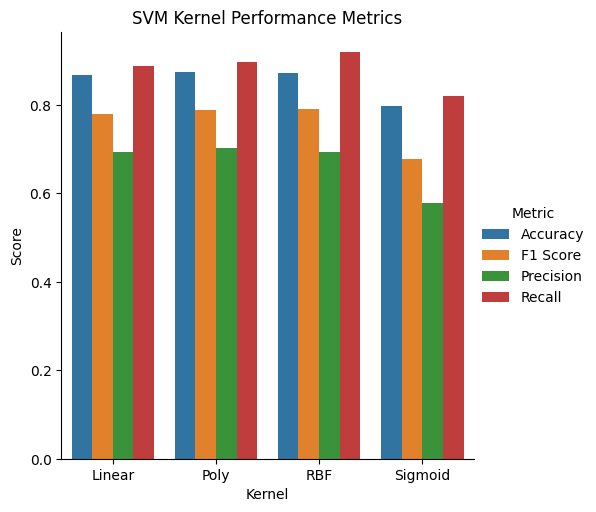 SVM Kernel Performance Metrics
Score
0.8
0.6
0.4
0.2
0.0
Linear
Poly
RBF
Sigmoid
Kernel
Metric
Accuracy
F1 Score
Precision
Recall